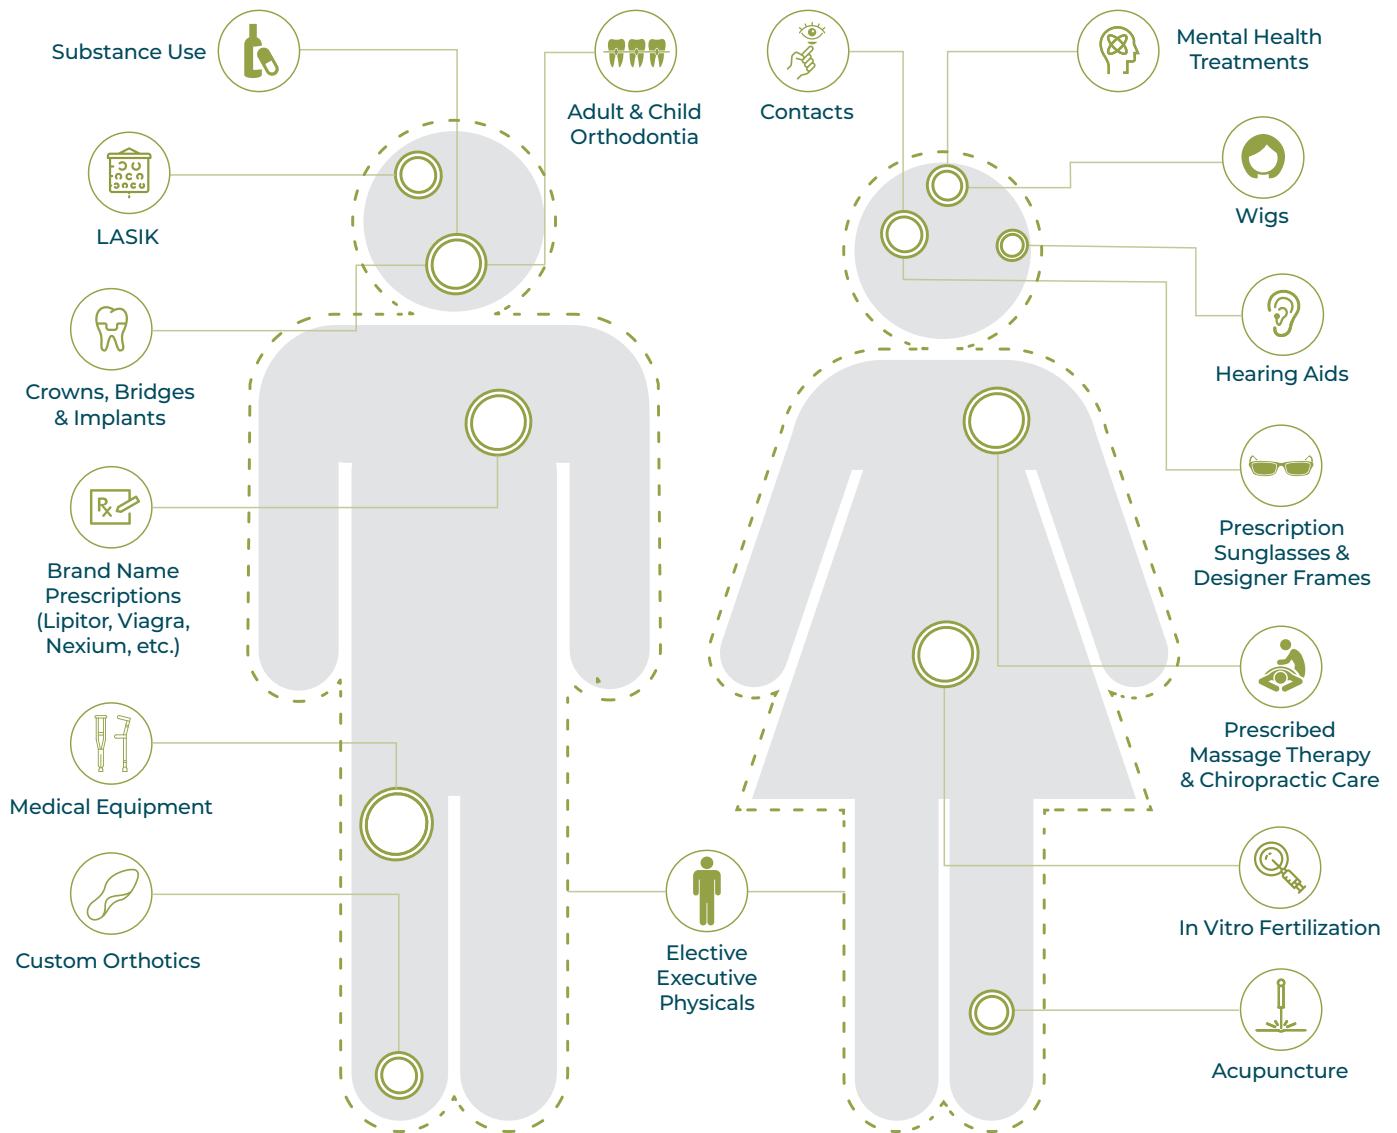 Substance Use
Adult & Child
Orthodontia
Contacts
Mental Health
Treatments
LASIK
Wigs
Crowns, Bridges
& Implants
Hearing Aids
Brand Name
Prescriptions
(Lipitor, Viagra,
Nexium, etc.)
Rx
Prescription
Sunglasses &
Designer Frames
Medical Equipment
Prescribed
Massage Therapy
& Chiropractic Care
Custom Orthotics
Elective
Executive
Physicals
In Vitro Fertilization
Acupuncture